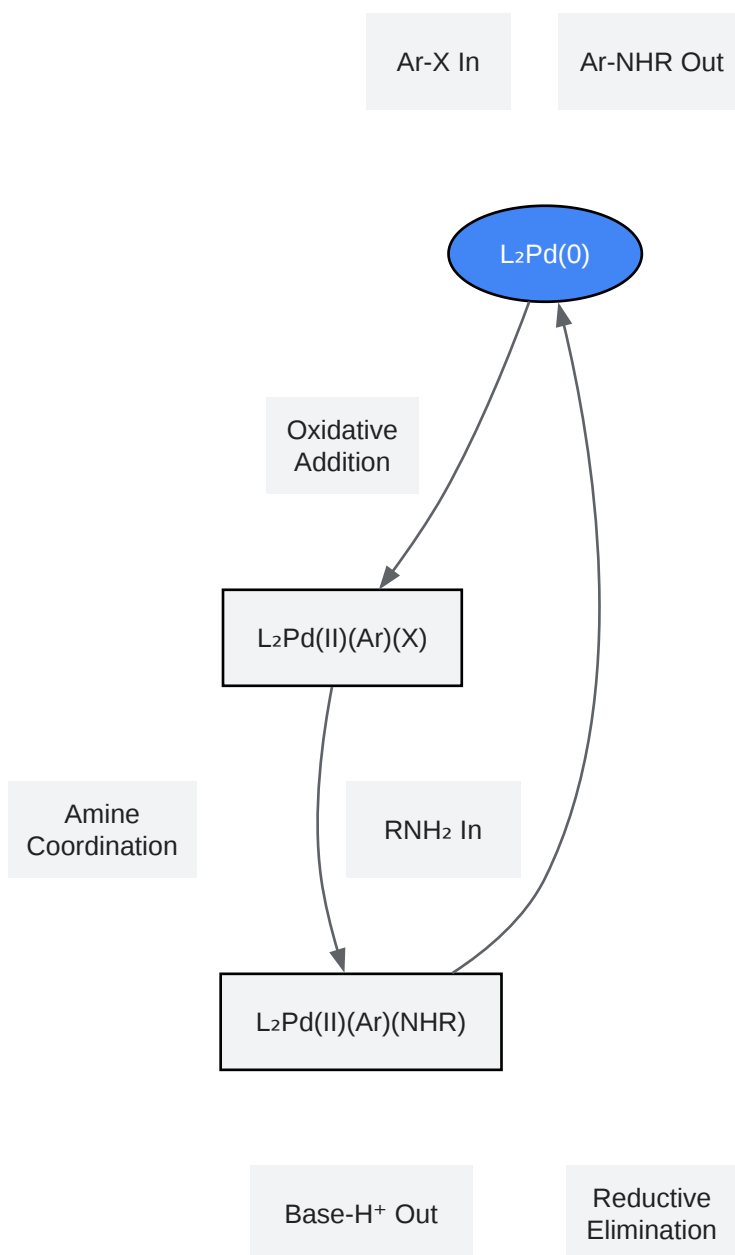 Ar-X In
Ar-NHR Out
L₂Pd(0)
Oxidative
Addition
L₂Pd(II)(Ar)(X)
Amine
Coordination
RNH₂ In
L₂Pd(II)(Ar)(NHR)
Base-H⁺ Out
Reductive
Elimination